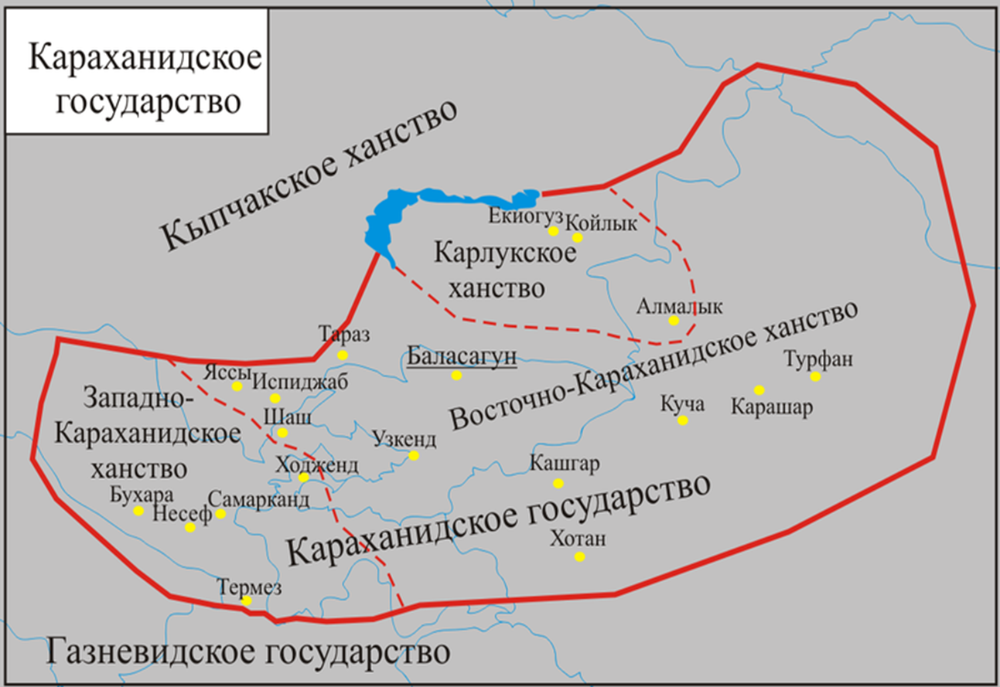 Караханидское
государство
Кыпчакское ханство
Екиогуз
Койлык
Карлукское
ханство
Алмалык
Тараз
Баласагун
Восточно-Караханидское ханство
Турфан
Яссы
Испиджаб
Западно-
Караханидское
ханство
Шаш
Куча
Карашар
Узкенд
Ходженд
Кашгар
Бухара
Самарканд
Несеф
Караханидское государство
Хотан
Термез
Газневидское государство